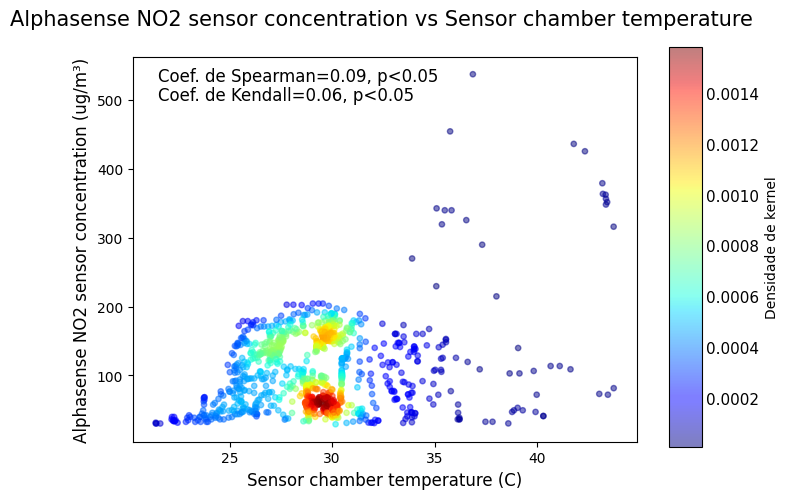 Alphasense NO2 sensor concentration vs Sensor chamber temperature
Coef. de Spearman=0.09, p<0.05
Coef. de Kendall=0.06, p<0.05
Alphasense NO2 sensor concentration (ug/m³)
500
400
300
200
100
25
30
35
40
Sensor chamber temperature (C)
0.0014
0.0012
0.0010
0.0008
0.0006
0.0004
0.0002
Densidade de kernel